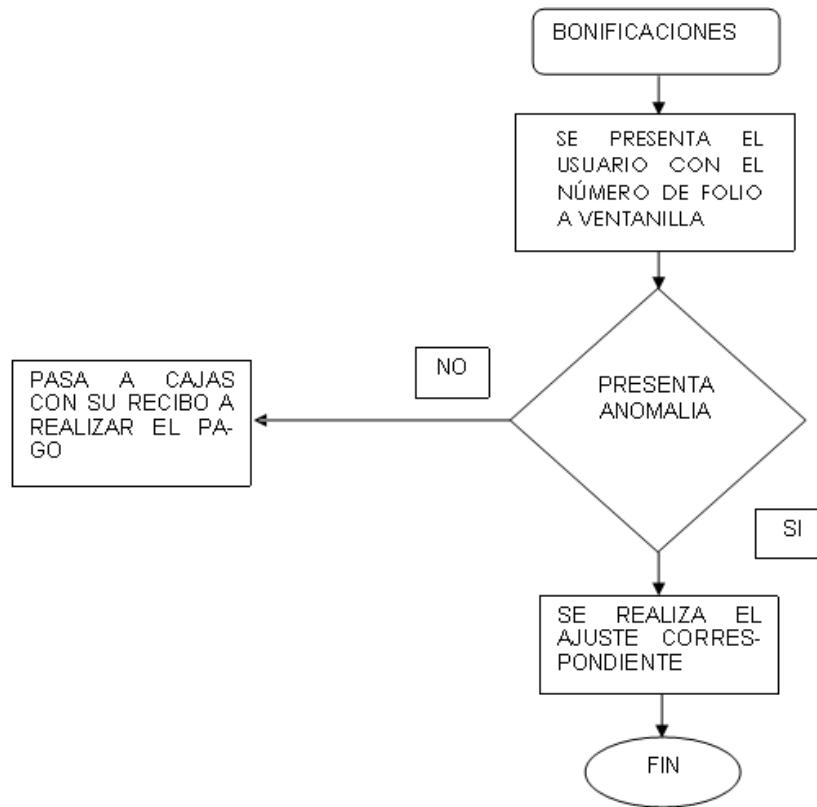 BONIFICACIONES
SE PRESENTA EL
USUARIO CON EL
NÚMERO DE FOLIO
A VENTANILLA
PRESENTA
ANOMALIA
NO
PASA A CAJAS
CON SU RECIBO A
REALIZAR EL PA-
GO
SI
SE REALIZA EL
AJUSTE CORRES-
PONDIENTE
FIN